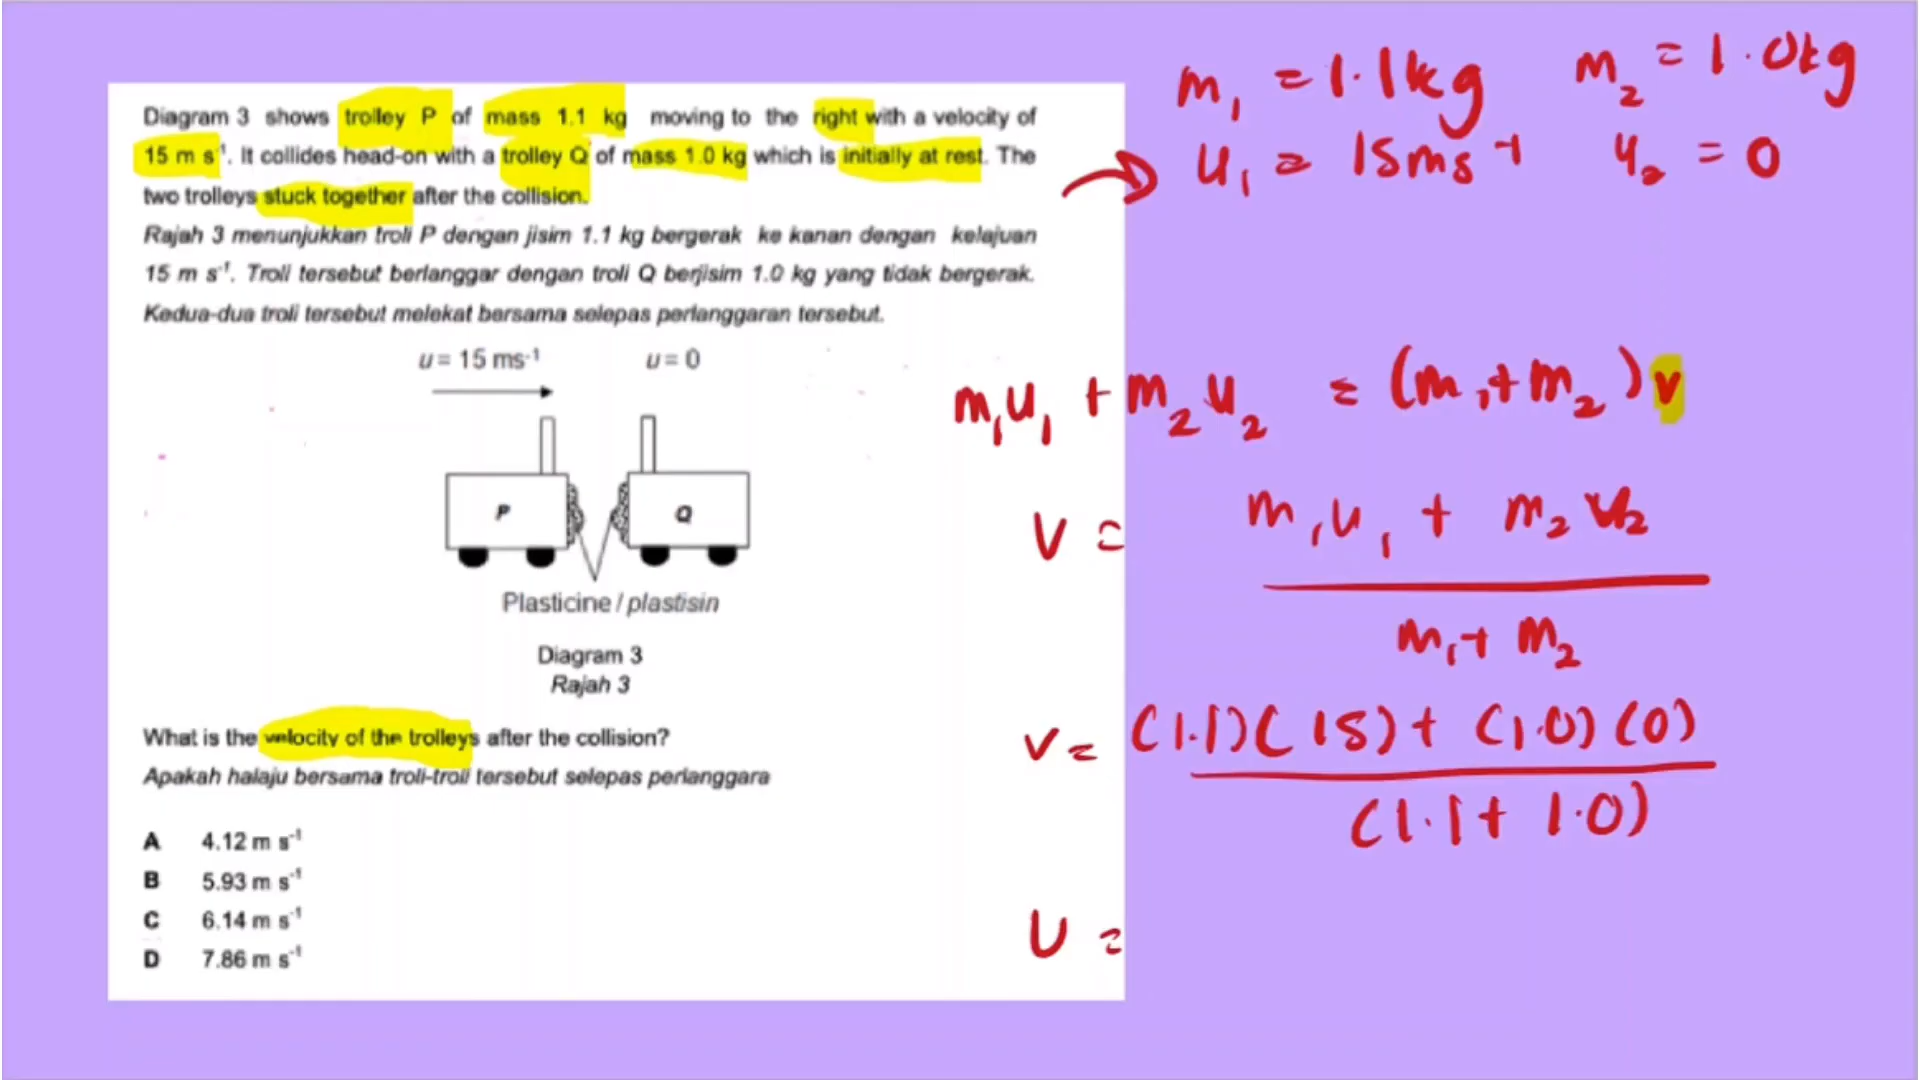 Diagram 3 shows trolley P of mass 1.1 kg moving to the right with a velocity of
15 m s⁻¹. It collides head-on with a trolley Q of mass 1.0 kg which is initially at rest. The
two trolleys stuck together after the collision.
Rajah 3 menunjukkan troli P dengan jisim 1.1 kg bergerak ke kanan dengan kelajuan
15 m s⁻¹. Troli tersebut berlanggar dengan troli Q berjisim 1.0 kg yang tidak bergerak.
Kedua-dua troli tersebut melekat bersama selepas perlanggaran tersebut.
u = 15 ms⁻¹ u = 0
P Q
Plasticine / plastisin
Diagram 3
Rajah 3
What is the velocity of the trolleys after the collision?
Apakah halaju bersama troli-troli tersebut selepas perlanggara
A 4.12 m s⁻¹
B 5.93 m s⁻¹
C 6.14 m s⁻¹
D 7.86 m s⁻¹
m₁ = 1.1kg m₂ = 1.0kg
u₁ = 15ms⁻¹ u₂ = 0
m₁u₁ + m₂u₂ = (m₁+m₂)v
v = m₁u₁ + m₂u₂
m₁+ m₂
v = (1.1)(15)+ (1.0)(0)
(1.1+ 1.0)
v =